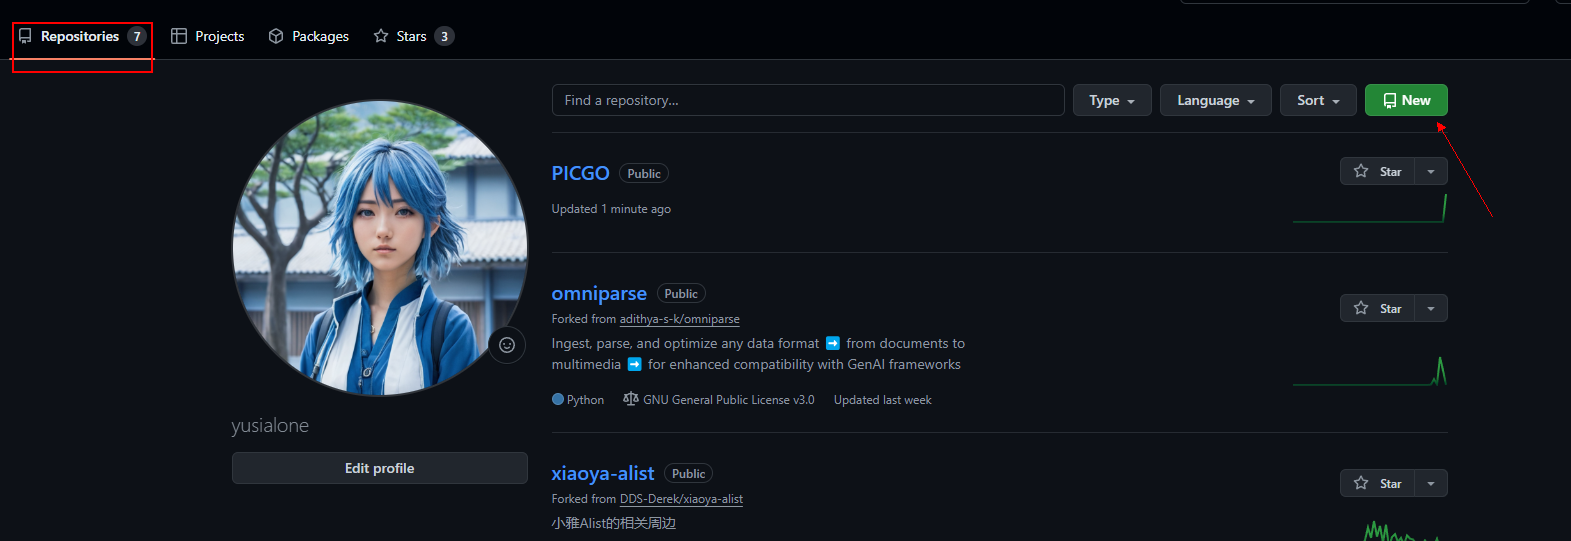 Repositories 7 Projects Packages Stars 3
Find a repository... Type Language Sort New
PICGO Public Star
Updated 1 minute ago
omniparse Public Star
Forked from adithya-s-k/omniparse
Ingest, parse, and optimize any data format ➡️ from documents to
multimedia ➡️ for enhanced compatibility with GenAI frameworks
Python GNU General Public License v3.0 Updated last week
yusialone
Edit profile
xiaoya-alist Public Star
Forked from DDS-Derek/xiaoya-alist
小雅Alist的相关周边